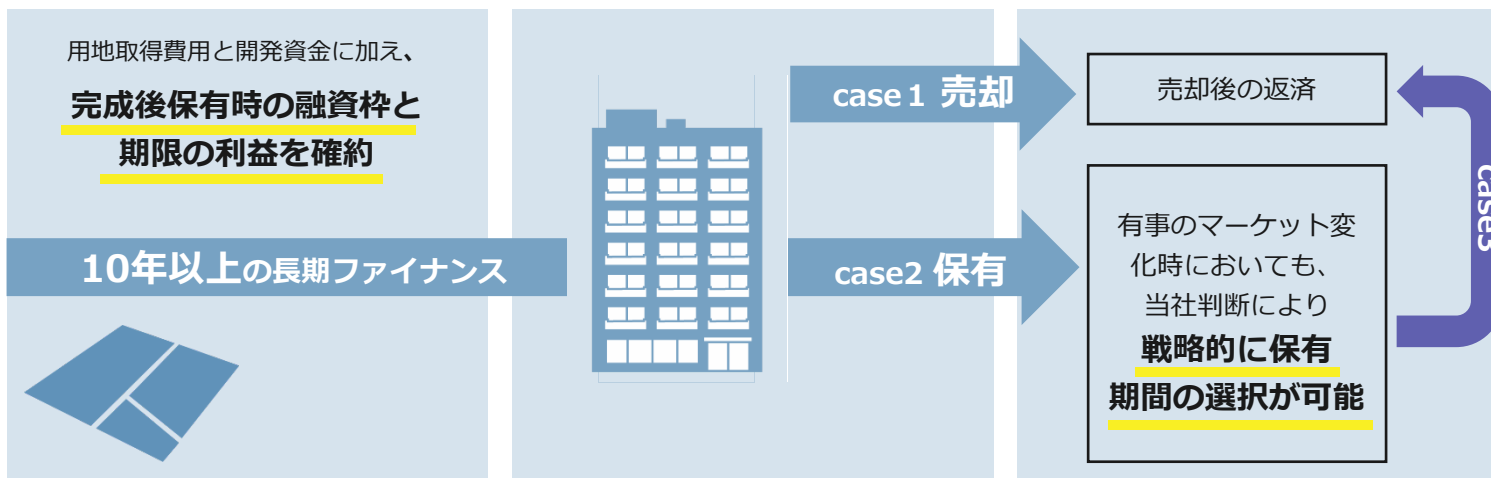 用地取得費用と開発資金に加え、
完成後保有時の融資枠と
期限の利益を確約
10年以上の長期ファイナンス
case１ 売却
case2 保有
売却後の返済
有事のマーケット変
化時においても、
当社判断により
戦略的に保有
期間の選択が可能
case3